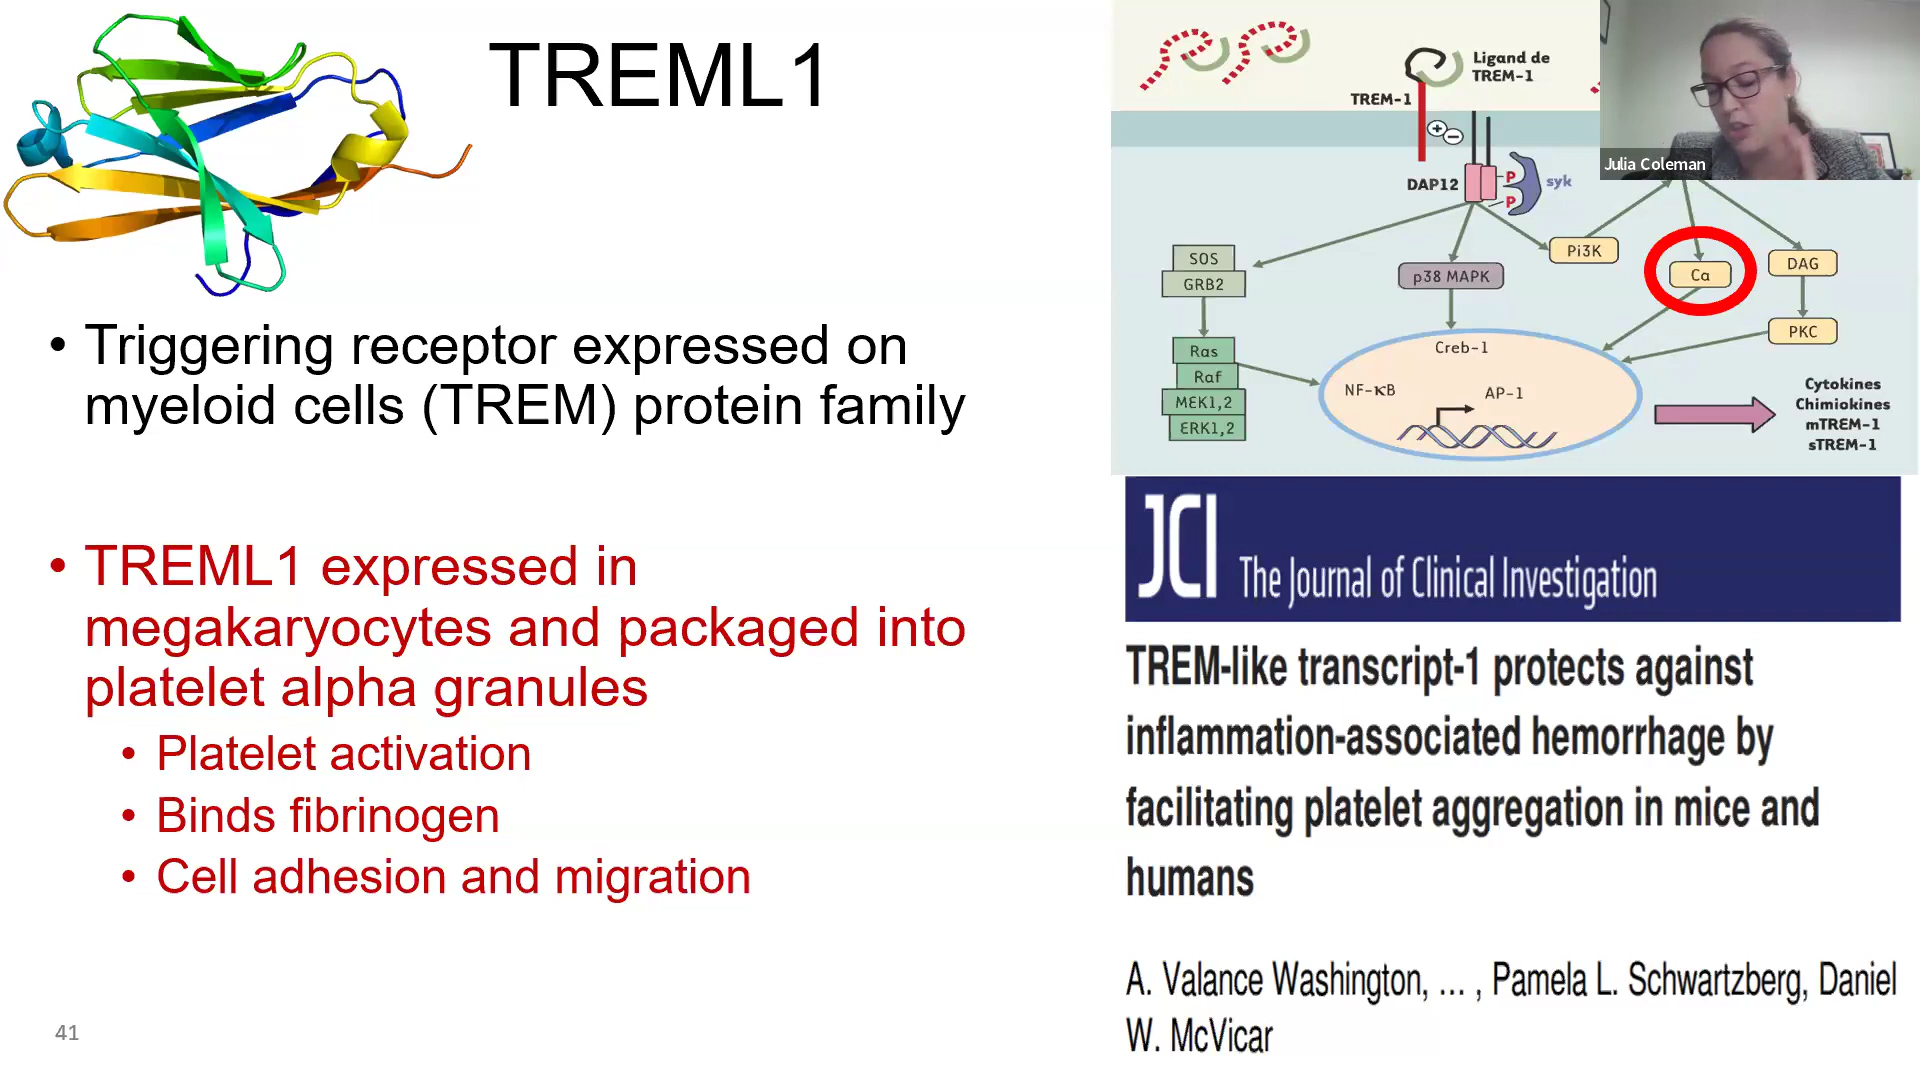 TREML1
• Triggering receptor expressed on
myeloid cells (TREM) protein family
• TREML1 expressed in
megakaryocytes and packaged into
platelet alpha granules
• Platelet activation
• Binds fibrinogen
• Cell adhesion and migration
41
Ligand de
TREM-1
TREM-1
+ −
DAP12
P
P
syk
SOS
GRB2
p38 MAPK
Pi3K
Ca
DAG
PKC
Ras
Raf
MEK1,2
ERK1,2
Creb-1
NF-κB
AP-1
Cytokines
Chimiokines
mTREM-1
sTREM-1
Julia Coleman
JCI The Journal of Clinical Investigation
TREM-like transcript-1 protects against
inflammation-associated hemorrhage by
facilitating platelet aggregation in mice and
humans
A. Valance Washington, ... , Pamela L. Schwartzberg, Daniel
W. McVicar